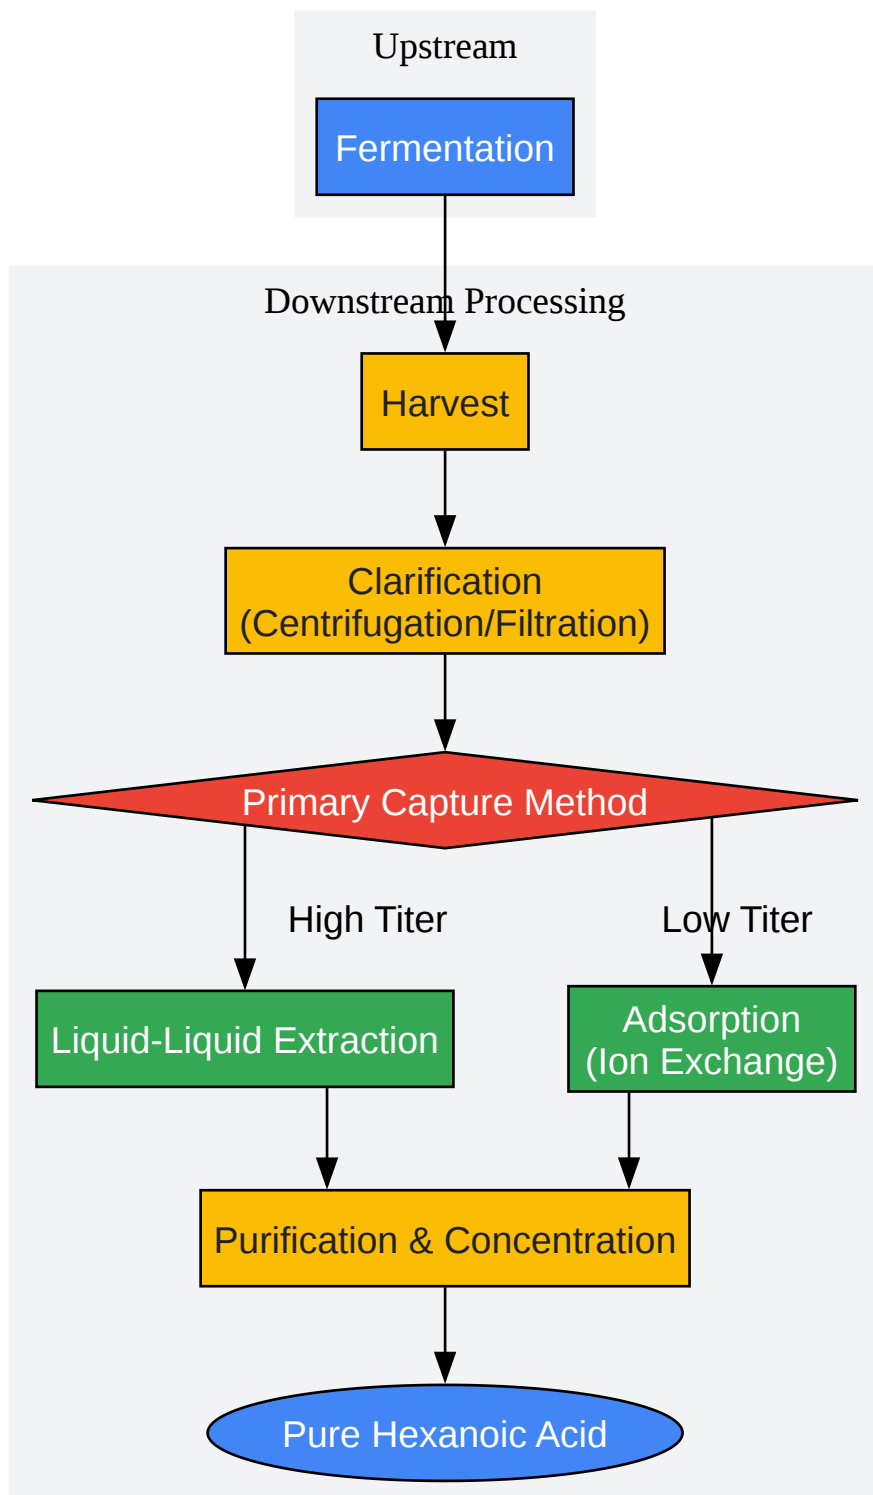 Upstream
Fermentation
Downstream Processing
Harvest
Clarification
(Centrifugation/Filtration)
Primary Capture Method
High Titer
Low Titer
Liquid-Liquid Extraction
Adsorption
(Ion Exchange)
Purification & Concentration
Pure Hexanoic Acid